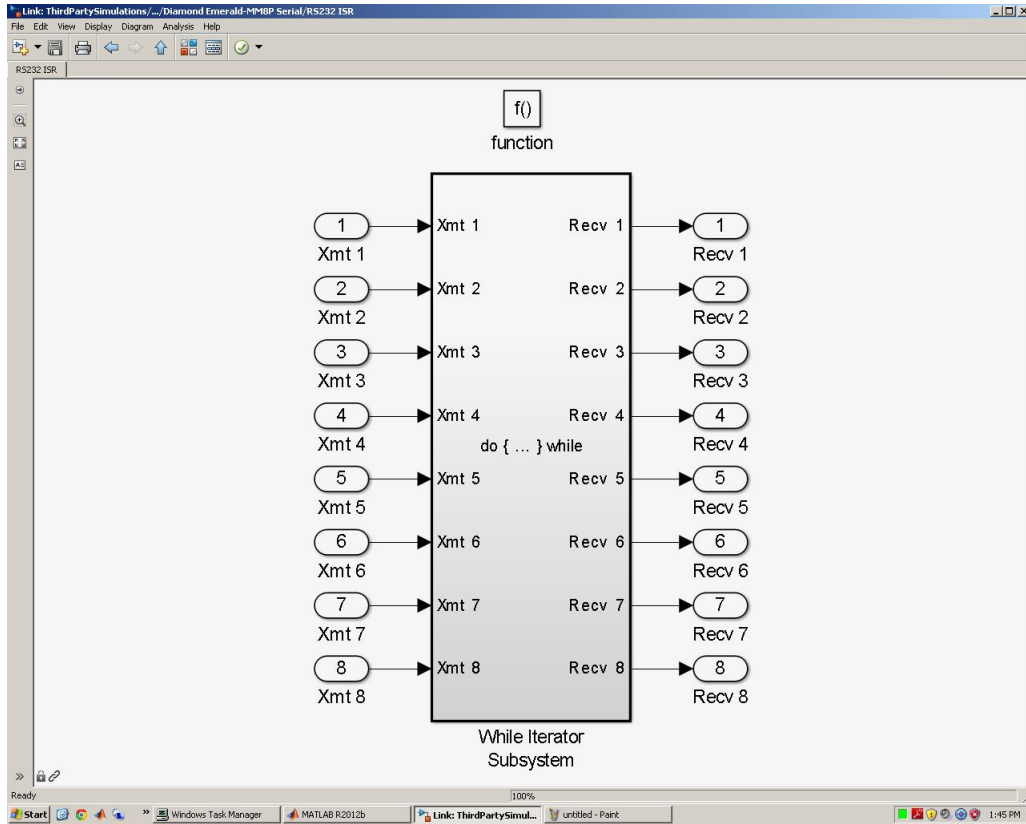 Link: ThirdPartySimulations/.../Diamond Emerald-MM8P Serial/RS232 ISR
File Edit View Display Diagram Analysis Help
RS232 ISR
f()
function
1 Xmt 1 Recv 1 1
Xmt 1 Recv 1
2 Xmt 2 Recv 2 2
Xmt 2 Recv 2
3 Xmt 3 Recv 3 3
Xmt 3 Recv 3
4 Xmt 4 Recv 4 4
Xmt 4 Recv 4
do { ... } while
5 Xmt 5 Recv 5 5
Xmt 5 Recv 5
6 Xmt 6 Recv 6 6
Xmt 6 Recv 6
7 Xmt 7 Recv 7 7
Xmt 7 Recv 7
8 Xmt 8 Recv 8 8
Xmt 8 Recv 8
While Iterator
Subsystem
Ready 100%
Start Windows Task Manager MATLAB R2012b Link: ThirdPartySimul... untitled - Paint 1:45 PM